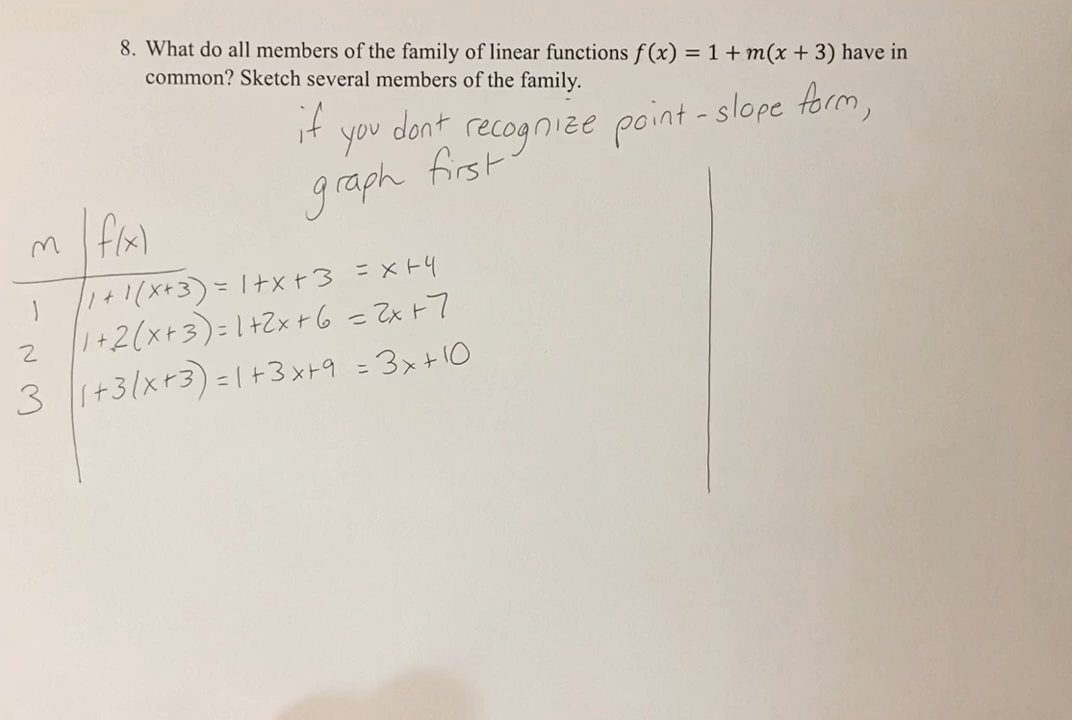 8. What do all members of the family of linear functions f(x) = 1 + m(x + 3) have in
common? Sketch several members of the family.
if you dont recognize point-slope form,
graph first
m f(x)
1 1+1(x+3) = 1+x+3 = x+4
2 1+2(x+3) = 1+2x+6 = 2x+7
3 1+3(x+3) = 1+3x+9 = 3x+10